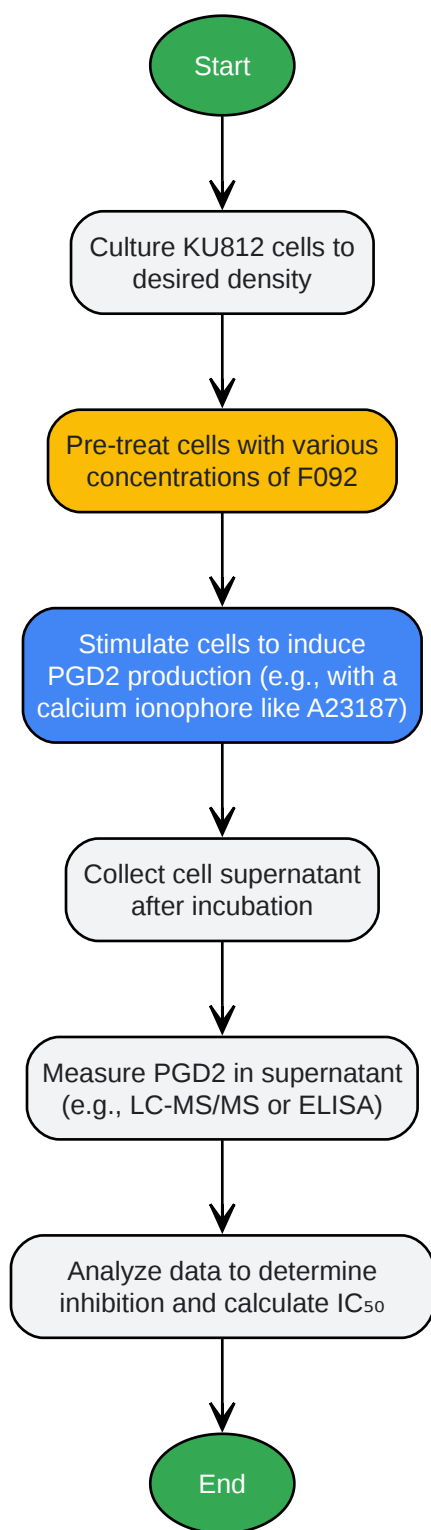 Start
Culture KU812 cells to
desired density
Pre-treat cells with various
concentrations of F092
Stimulate cells to induce
PGD2 production (e.g., with a
calcium ionophore like A23187)
Collect cell supernatant
after incubation
Measure PGD2 in supernatant
(e.g., LC-MS/MS or ELISA)
Analyze data to determine
inhibition and calculate IC₅₀
End